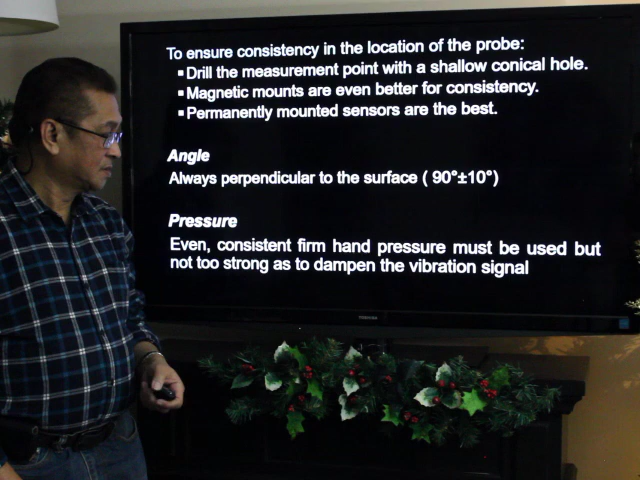 To ensure consistency in the location of the probe:
▪Drill the measurement point with a shallow conical hole.
▪Magnetic mounts are even better for consistency.
▪Permanently mounted sensors are the best.
Angle
Always perpendicular to the surface ( 90°±10°)
Pressure
Even, consistent firm hand pressure must be used but
not too strong as to dampen the vibration signal
TOSHIBA